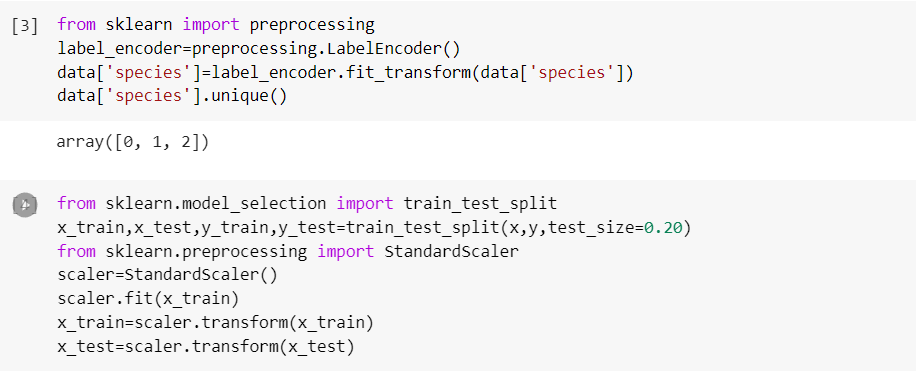 [3] from sklearn import preprocessing
label_encoder=preprocessing.LabelEncoder()
data['species']=label_encoder.fit_transform(data['species'])
data['species'].unique()
array([0, 1, 2])
from sklearn.model_selection import train_test_split
x_train,x_test,y_train,y_test=train_test_split(x,y,test_size=0.20)
from sklearn.preprocessing import StandardScaler
scaler=StandardScaler()
scaler.fit(x_train)
x_train=scaler.transform(x_train)
x_test=scaler.transform(x_test)